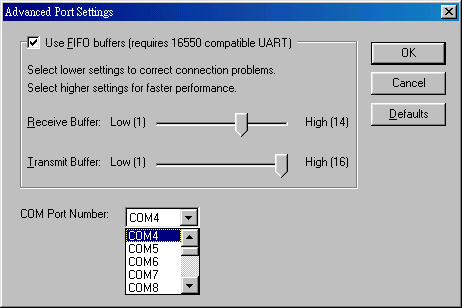 Advanced Port Settings
Use FIFO buffers (requires 16550 compatible UART)
OK
Select lower settings to correct connection problems.
Select higher settings for faster performance.
Cancel
Defaults
Receive Buffer: Low (1) High (14)
Transmit Buffer: Low (1) High (16)
COM Port Number: COM4
COM4
COM5
COM6
COM7
COM8